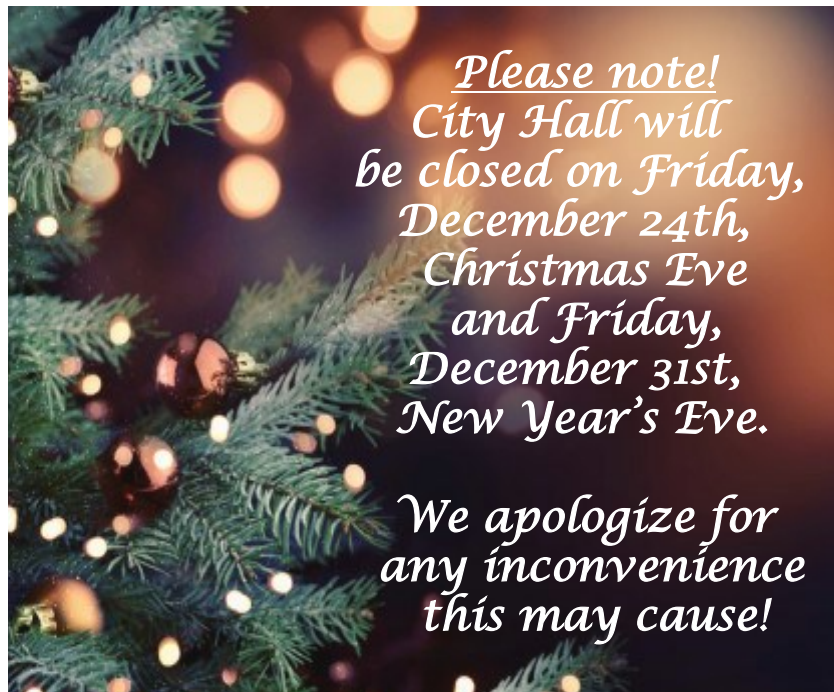 Please note!
City Hall will
be closed on Friday,
December 24th,
Christmas Eve
and Friday,
December 31st,
New Year’s Eve.
We apologize for
any inconvenience
this may cause!